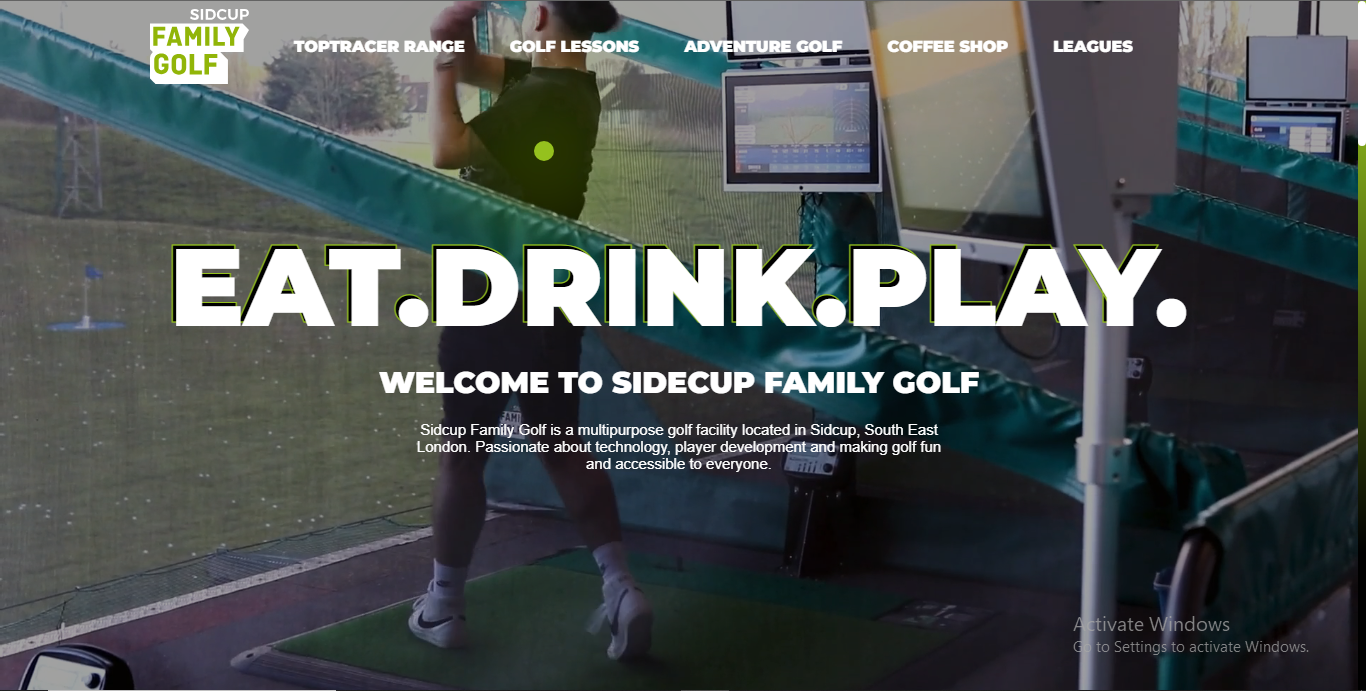 SIDCUP
FAMILY
GOLF
TOPTRACER RANGE GOLF LESSONS ADVENTURE GOLF COFFEE SHOP LEAGUES
EAT.DRINK.PLAY.
WELCOME TO SIDECUP FAMILY GOLF
Sidcup Family Golf is a multipurpose golf facility located in Sidcup, South East
London. Passionate about technology, player development and making golf fun
and accessible to everyone.
Activate Windows
Go to Settings to activate Windows.